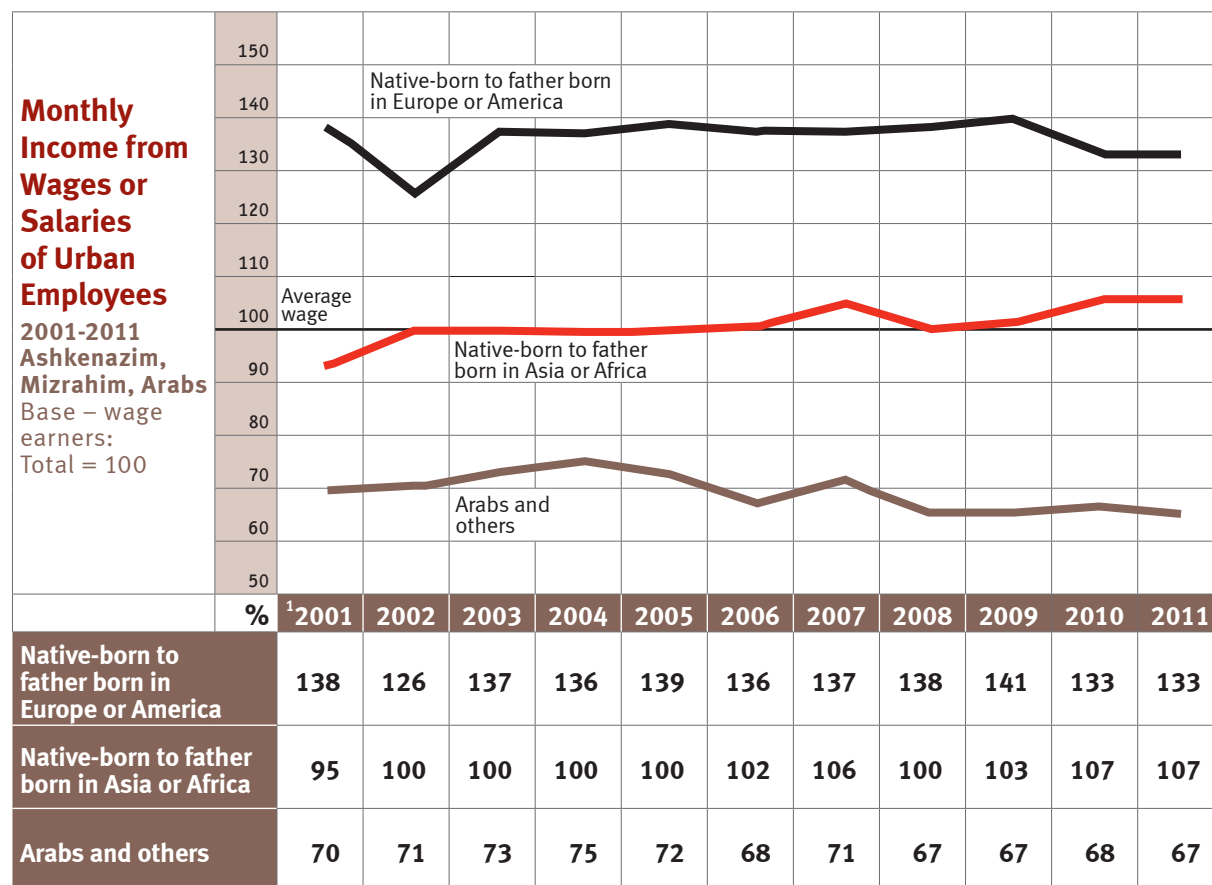 Monthly
Income from
Wages or
Salaries
of Urban
Employees
2001-2011
Ashkenazim,
Mizrahim, Arabs
Base – wage
earners:
Total = 100
150
140
130
120
110
100
90
80
70
60
50
Native-born to father born
in Europe or America
Average
wage
Native-born to father
born in Asia or Africa
Arabs and
others
% ¹2001 2002 2003 2004 2005 2006 2007 2008 2009 2010 2011
Native-born to
father born in
Europe or America
138 126 137 136 139 136 137 138 141 133 133
Native-born to father
born in Asia or Africa
95 100 100 100 100 102 106 100 103 107 107
Arabs and others 70 71 73 75 72 68 71 67 67 68 67